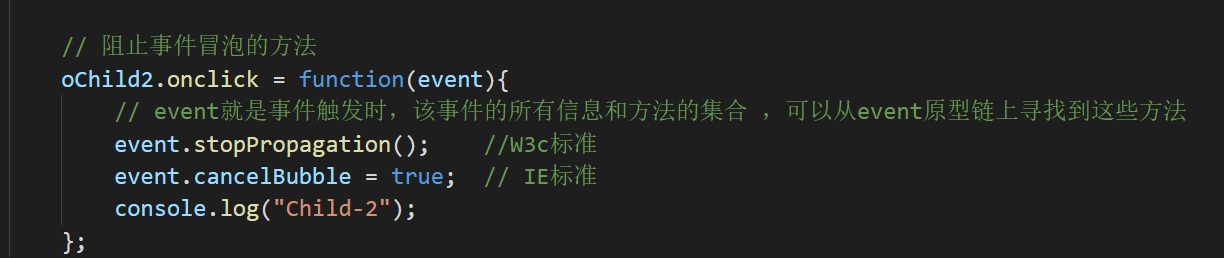 // 阻止事件冒泡的方法
oChild2.onclick = function(event){
// event就是事件触发时，该事件的所有信息和方法的集合 ，可以从event原型链上寻找到这些方法
event.stopPropagation();    //W3c标准
event.cancelBubble = true;  // IE标准
console.log("Child-2");
};